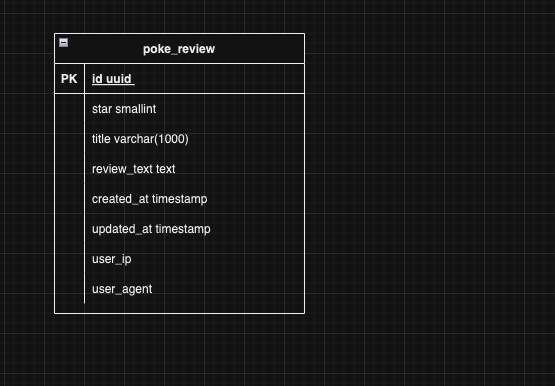 poke_review
PK id uuid
star smallint
title varchar(1000)
review_text text
created_at timestamp
updated_at timestamp
user_ip
user_agent